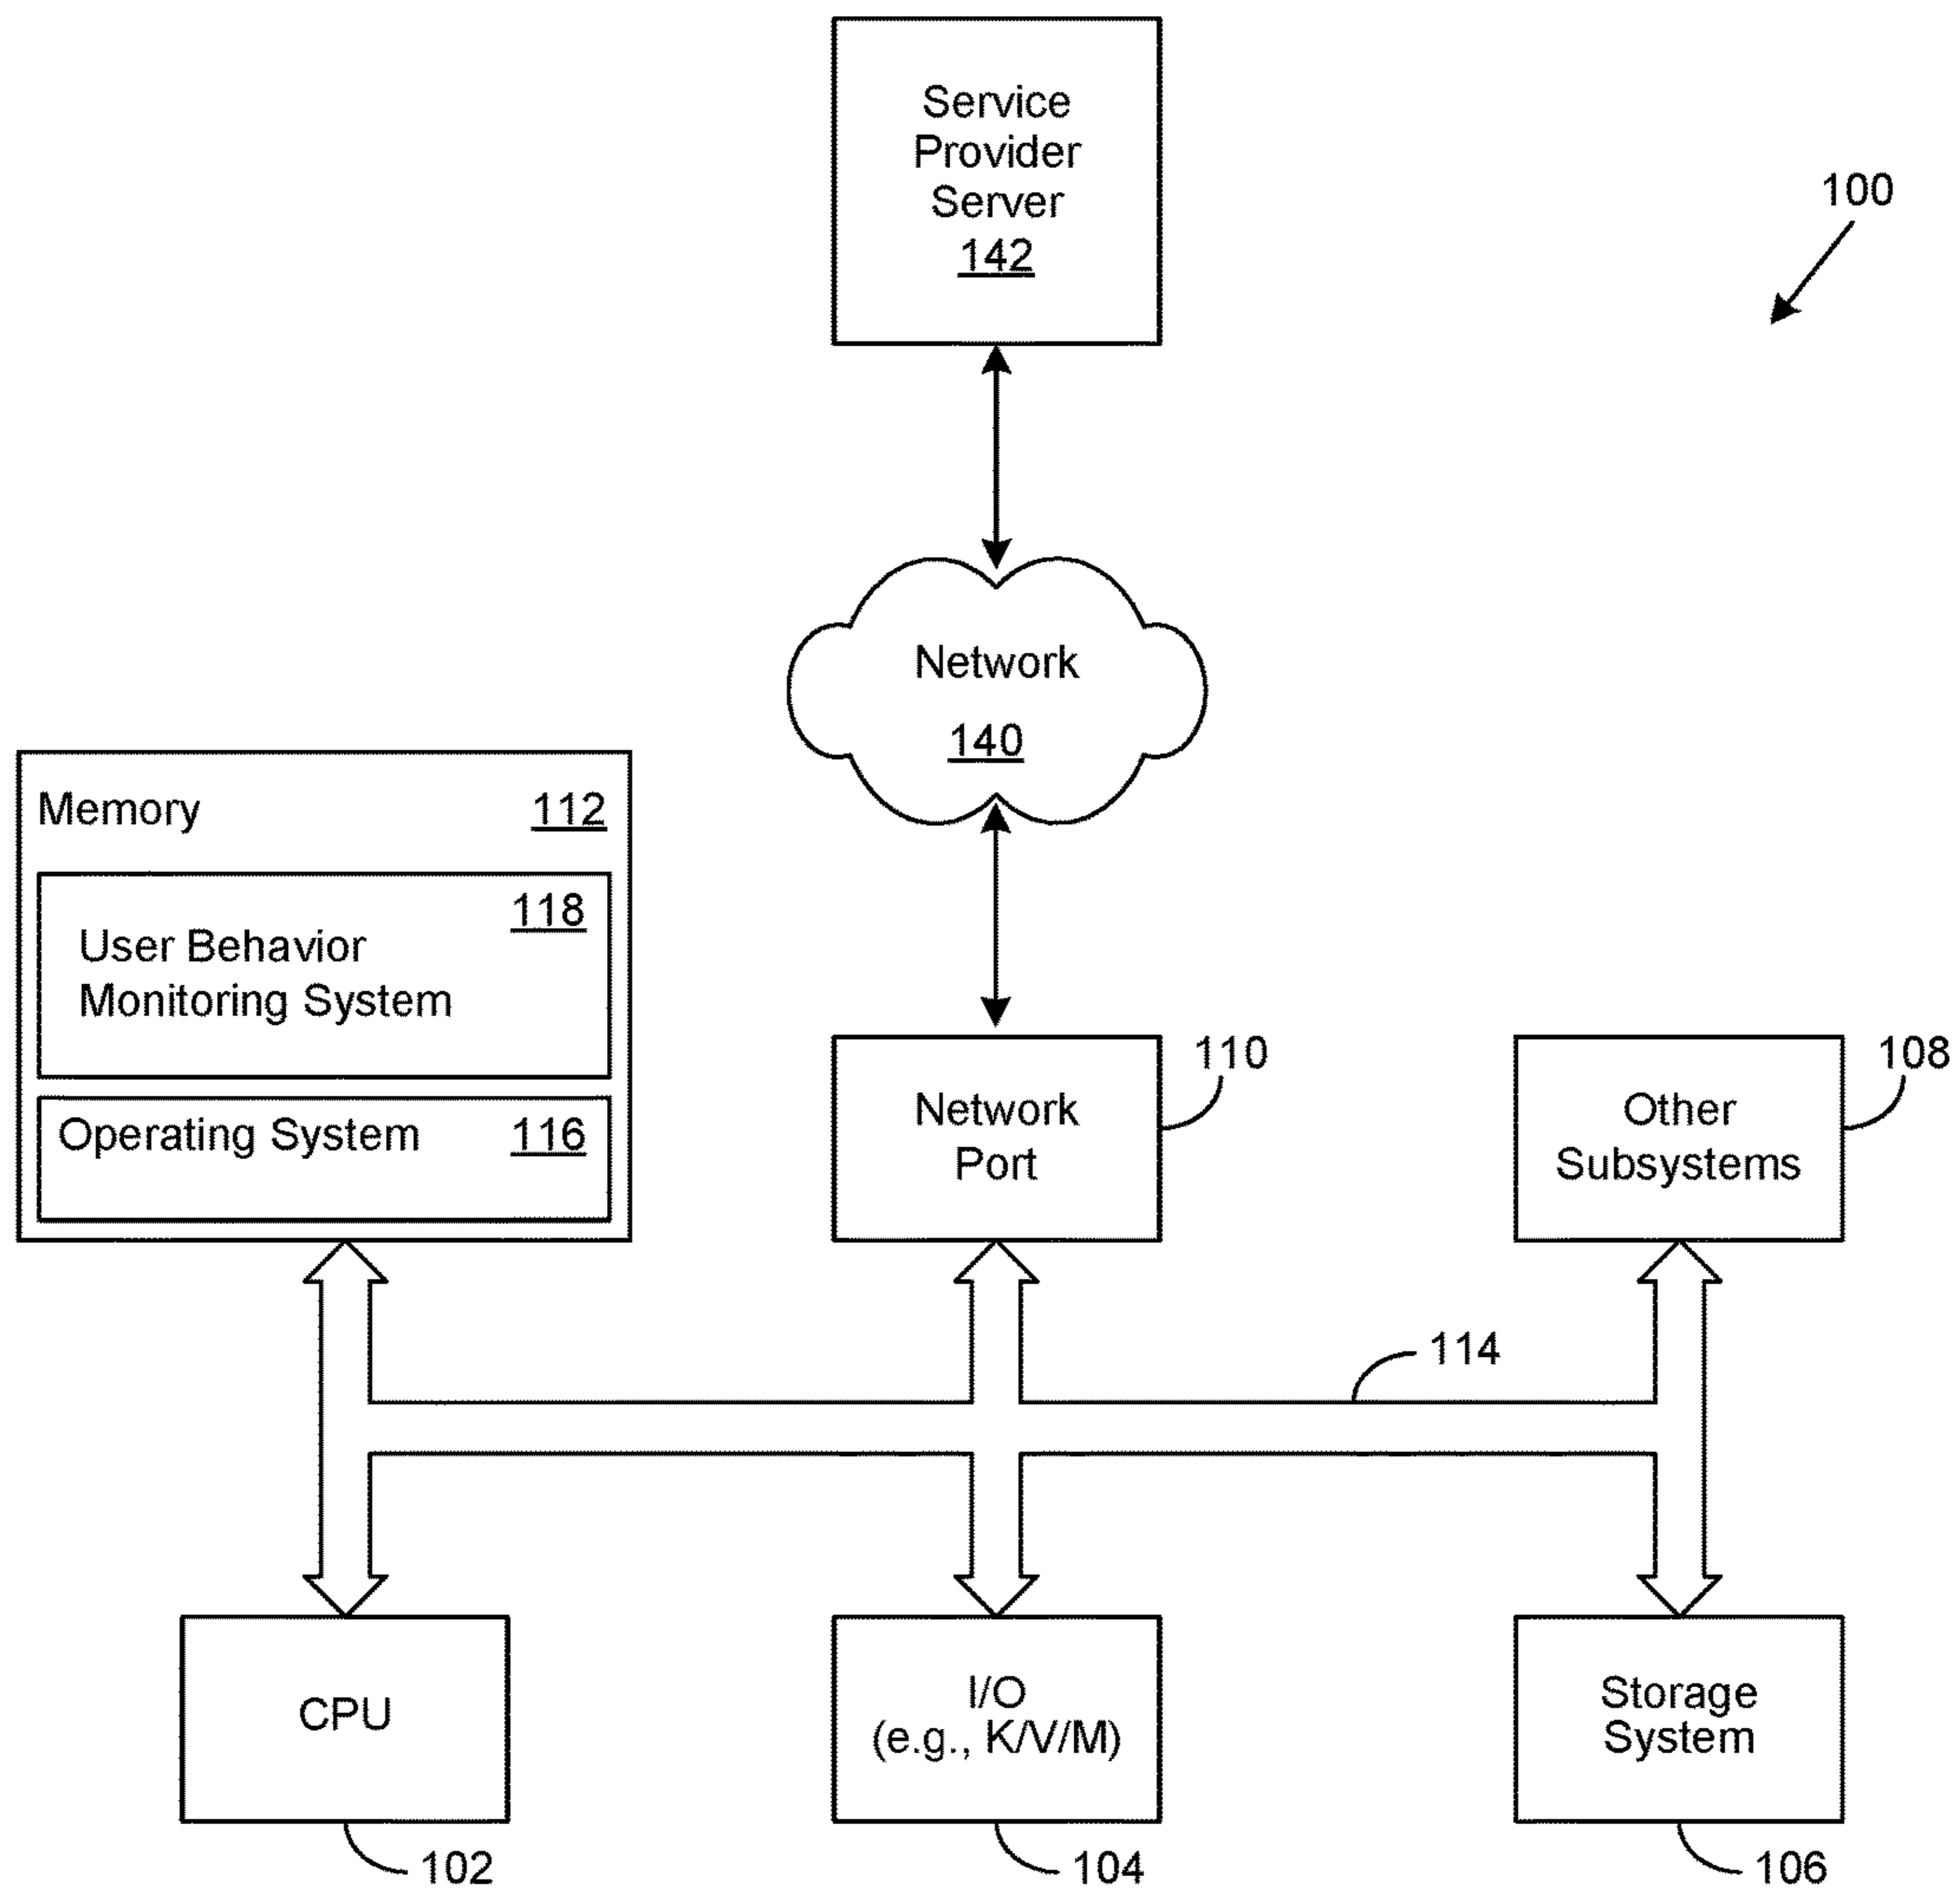 Service
Provider
Server
142
100
Network
140
Memory 112
118
User Behavior
Monitoring System
Operating System 116
Network
Port
110
Other
Subsystems
108
114
CPU
102
I/O
(e.g., K/V/M)
104
Storage
System
106